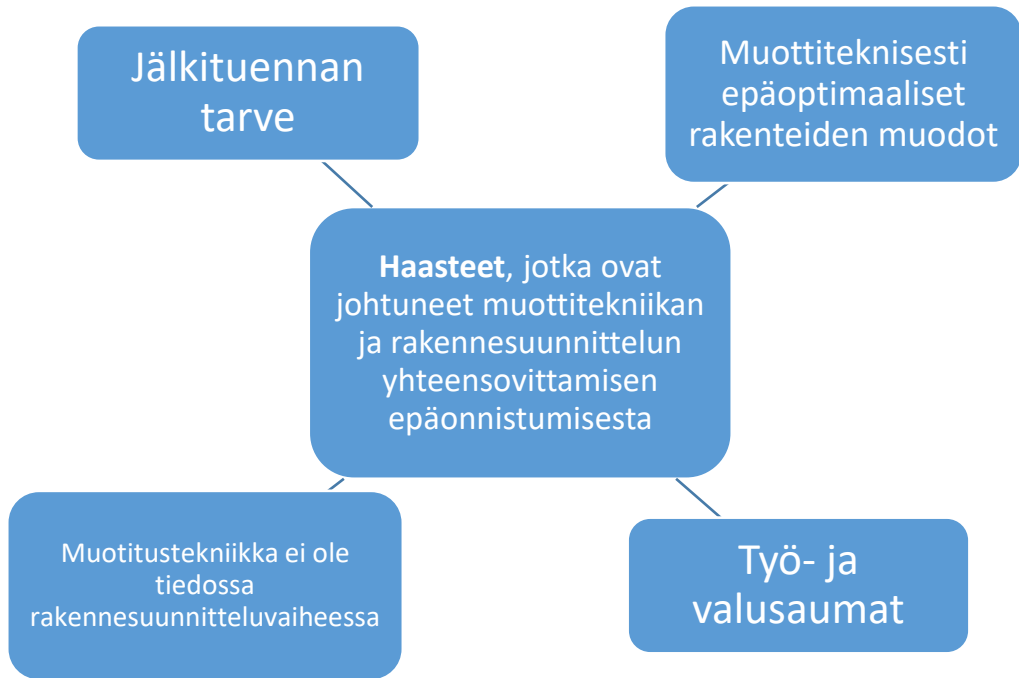 Jälkituennan
tarve
Muottiteknisesti
epäoptimaaliset
rakenteiden muodot
Haasteet, jotka ovat
johtuneet muottitekniikan
ja rakennesuunnittelun
yhteensovittamisen
epäonnistumisesta
Muotitustekniikka ei ole
tiedossa
rakennesuunnitteluvaiheessa
Työ- ja
valusaumat